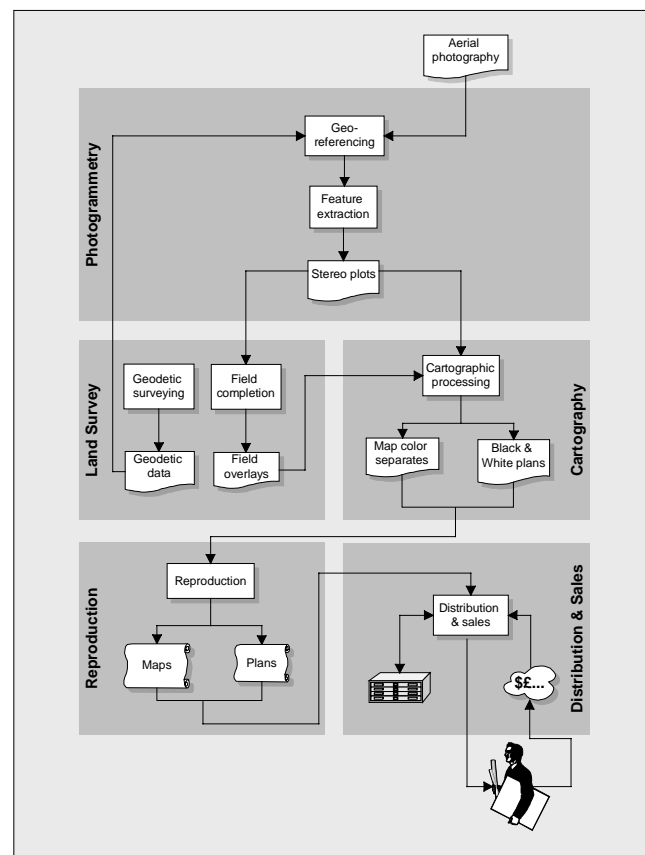 Aerial
photography
Photogrammetry
Geo-
referencing
Feature
extraction
Stereo plots
Land Survey
Geodetic
surveying
Field
completion
Geodetic
data
Field
overlays
Cartographic
processing
Map color
separates
Black &
White plans
Cartography
Reproduction
Reproduction
Maps
Plans
Distribution
& sales
$£...
Distribution & Sales